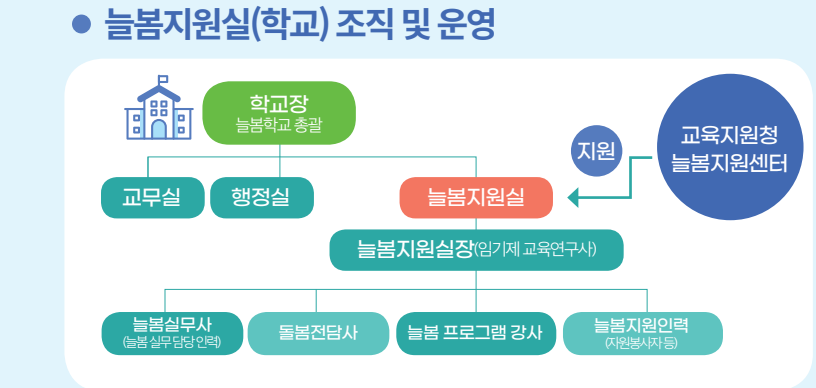 늘봄지원실(학교) 조직 및 운영
학교장
늘봄학교 총괄
지원
교육지원청
늘봄지원센터
교무실
행정실
늘봄지원실
늘봄지원실장(임기제 교육연구사)
늘봄실무사
(늘봄 실무 담당 인력)
돌봄전담사
늘봄 프로그램 강사
늘봄지원인력
(자원봉사자 등)